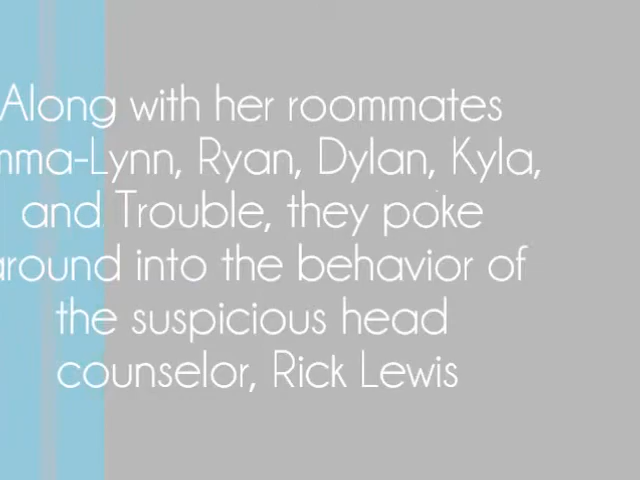 Along with her roommates
mma-Lynn, Ryan, Dylan, Kyla,
and Trouble, they poke
around into the behavior of
the suspicious head
counselor, Rick Lewis